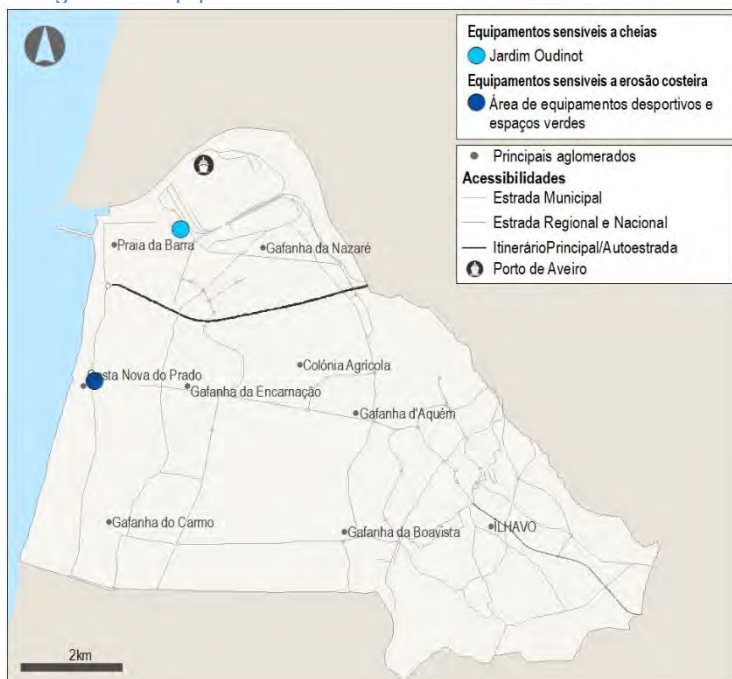 Equipamentos sensíveis a cheias
Jardim Oudinot
Equipamentos sensíveis a erosão costeira
Área de equipamentos desportivos e
espaços verdes
Principais aglomerados
Acessibilidades
Estrada Municipal
Estrada Regional e Nacional
ItinerárioPrincipal/Autoestrada
Porto de Aveiro
Praia da Barra
Gafanha da Nazaré
Colónia Agrícola
Costa Nova do Prado
Gafanha da Encarnação
Gafanha d'Aquém
Gafanha do Carmo
Gafanha da Boavista
ÍLHAVO
2km